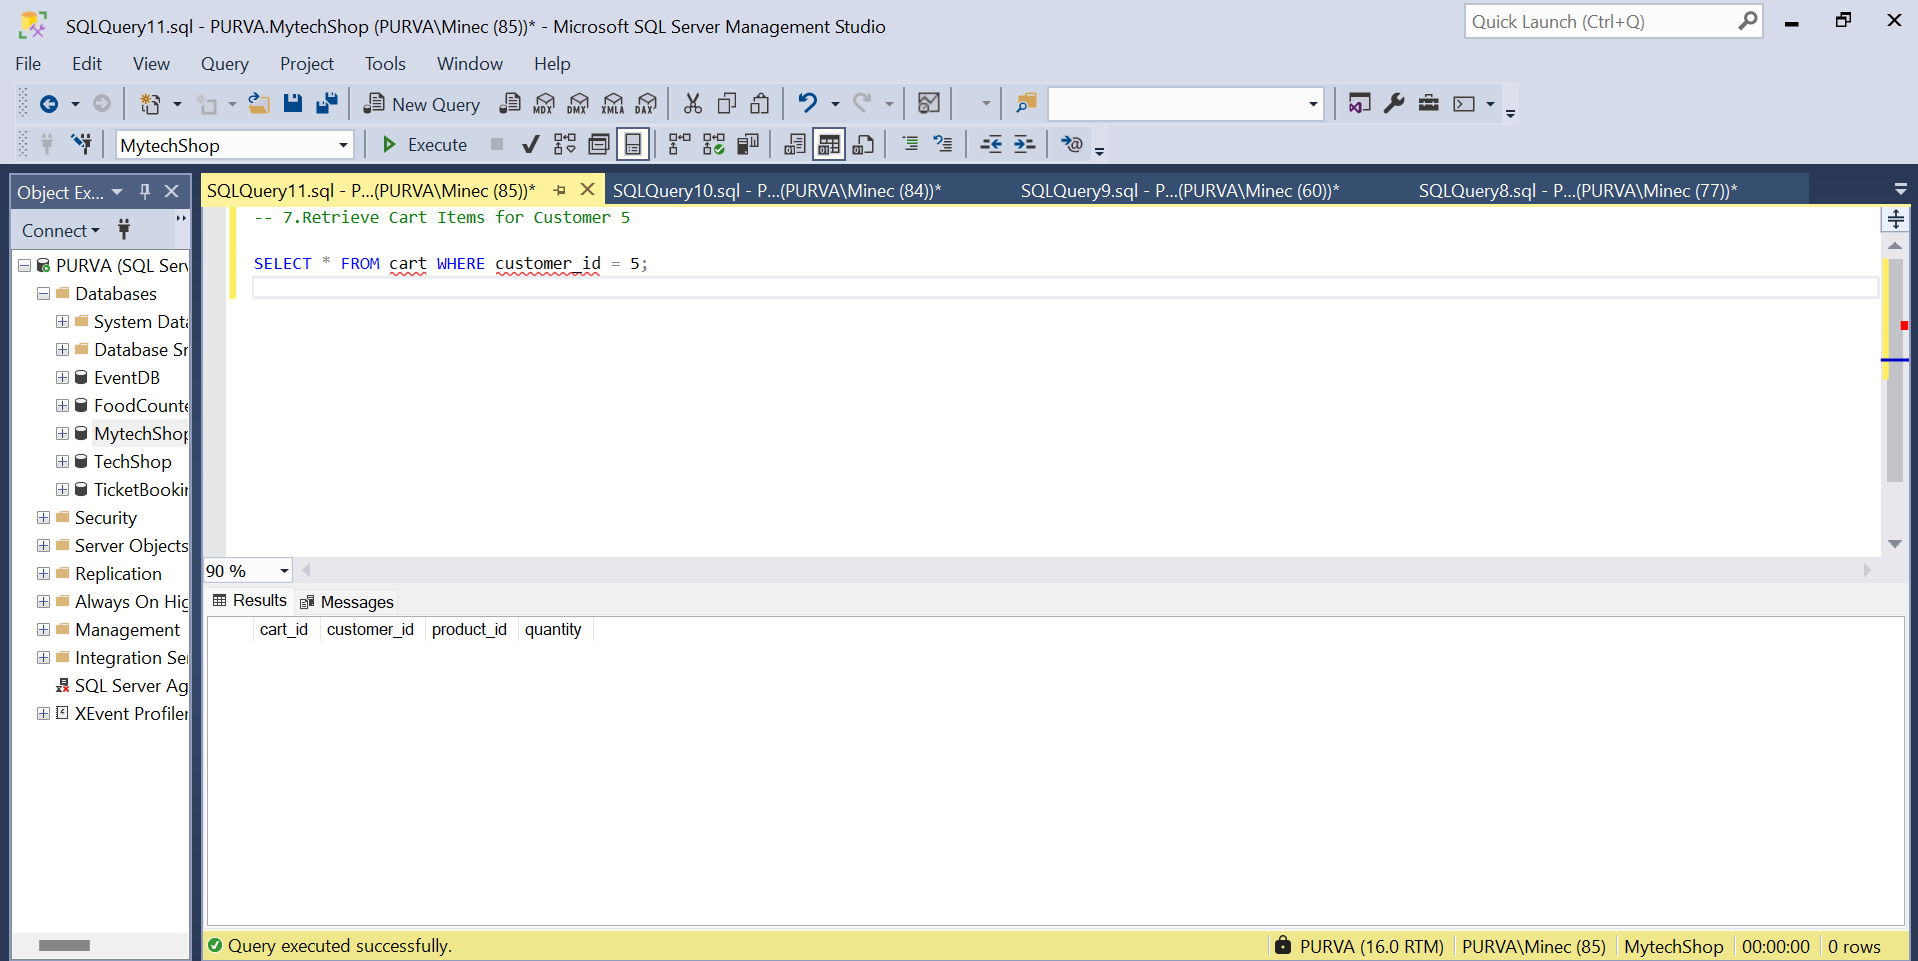 SQLQuery11.sql - PURVA.MytechShop (PURVA\Minec (85))* - Microsoft SQL Server Management Studio
Quick Launch (Ctrl+Q)
File Edit View Query Project Tools Window Help
New Query MDX DMX XMLA DAX
MytechShop Execute
Object Ex...
SQLQuery11.sql - P...(PURVA\Minec (85))* SQLQuery10.sql - P...(PURVA\Minec (84))* SQLQuery9.sql - P...(PURVA\Minec (60))* SQLQuery8.sql - P...(PURVA\Minec (77))*
Connect
PURVA (SQL Serv
Databases
System Data
Database Sn
EventDB
FoodCounte
MytechShop
TechShop
TicketBookin
Security
Server Objects
Replication
Always On Hig
Management
Integration Se
SQL Server Ag
XEvent Profiler
-- 7.Retrieve Cart Items for Customer 5
SELECT * FROM cart WHERE customer_id = 5;
90 %
Results Messages
cart_id customer_id product_id quantity
Query executed successfully. PURVA (16.0 RTM) PURVA\Minec (85) MytechShop 00:00:00 0 rows